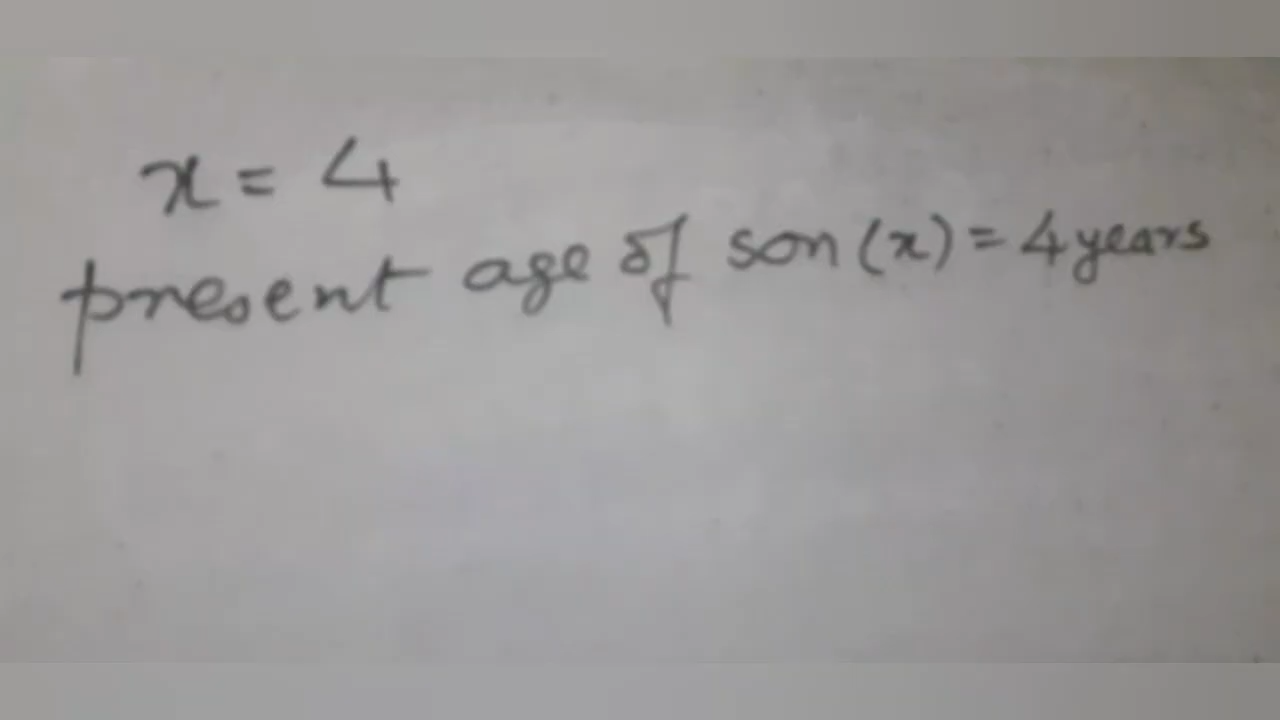 x = 4
present age of son (x) = 4 years